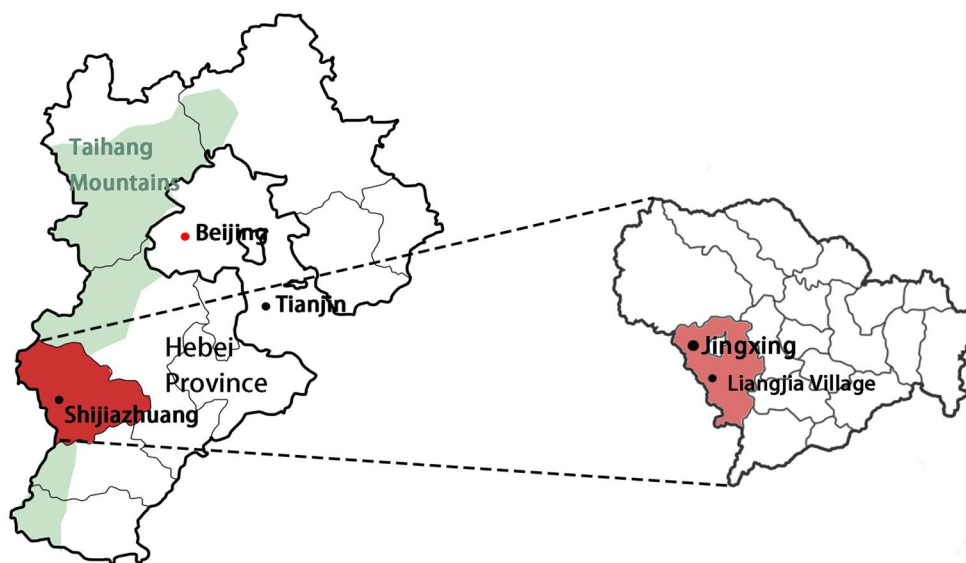 Taihang
Mountains
Beijing
Tianjin
Hebei
Province
Shijiazhuang
Jingxing
Liangjia Village